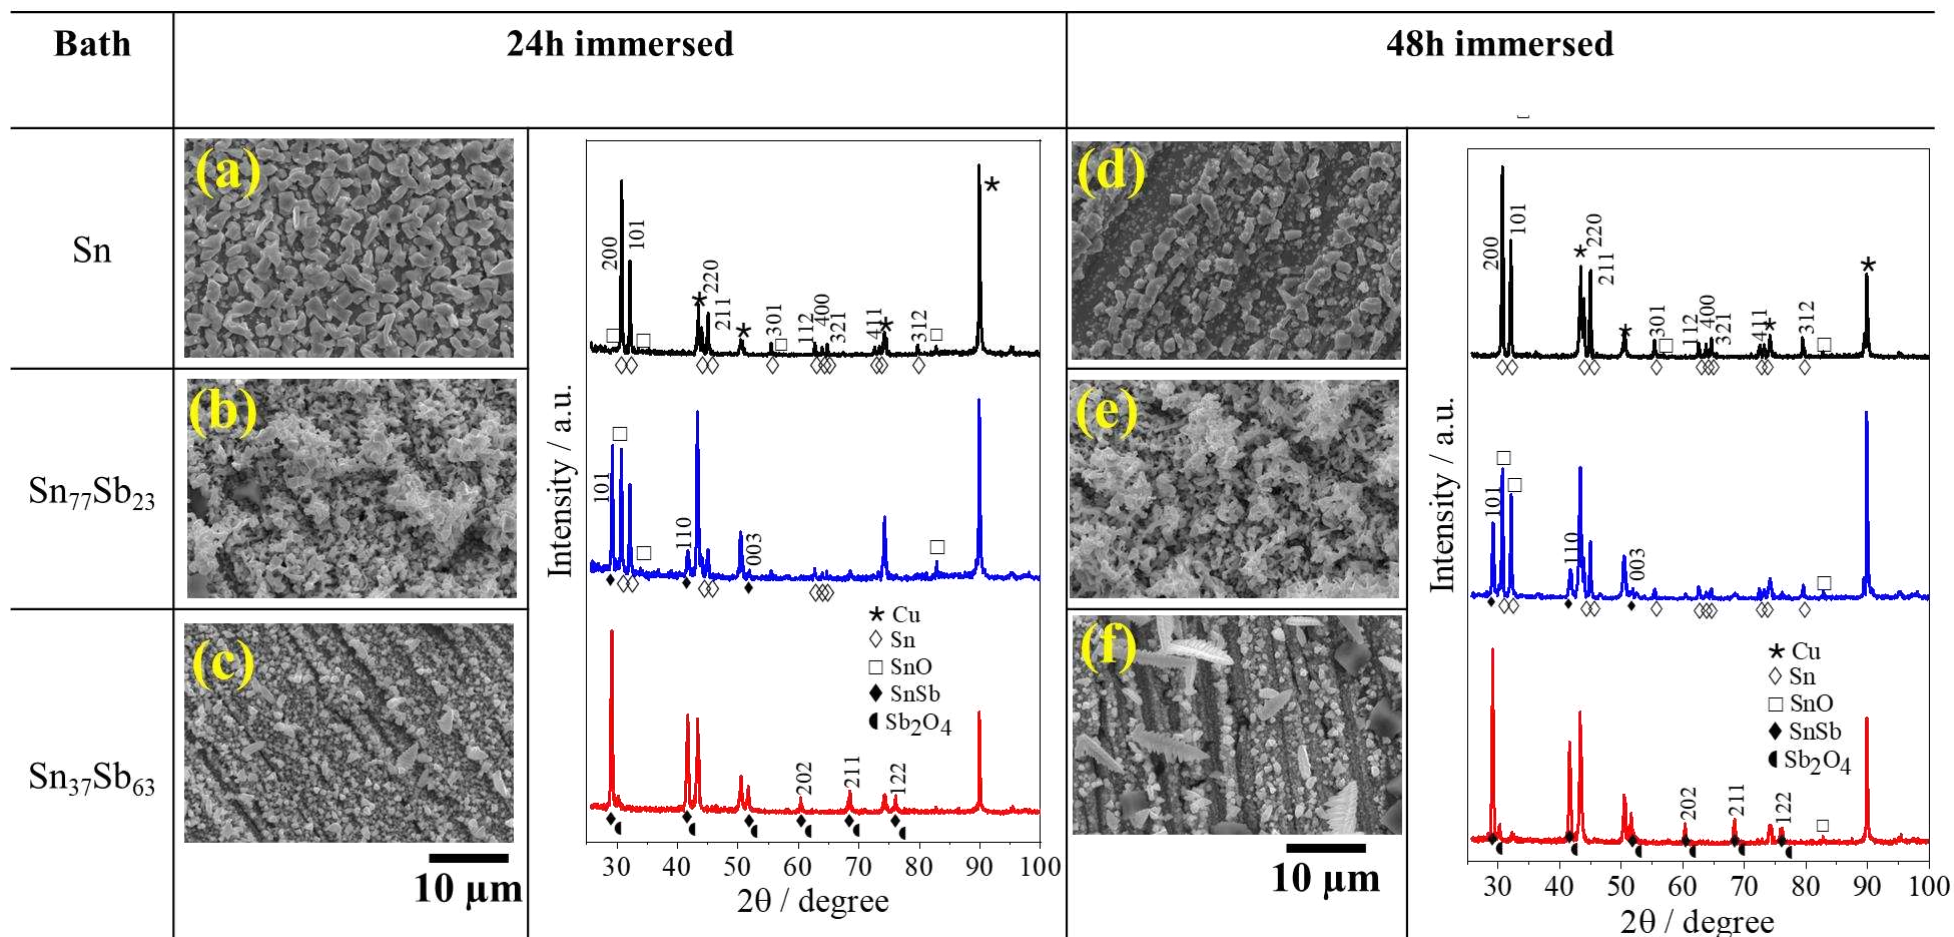 Bath 24h immersed 48h immersed
Sn
(a)
200
101
★
220
211
★
301
112
400
321
411
★
312
★
(d)
200
101
★
220
211
★
301
112
400
321
411
★
312
★
Sn77Sb23
(b)
101
110
003
(e)
101
110
003
Sn37Sb63
(c)
202
211
122
★ Cu
◇ Sn
□ SnO
♦ SnSb
◖ Sb2O4
(f)
202
211
122
★ Cu
◇ Sn
□ SnO
♦ SnSb
◖ Sb2O4
Intensity / a.u.
Intensity / a.u.
10 µm
30 40 50 60 70 80 90 100
2θ / degree
10 µm
30 40 50 60 70 80 90 100
2θ / degree